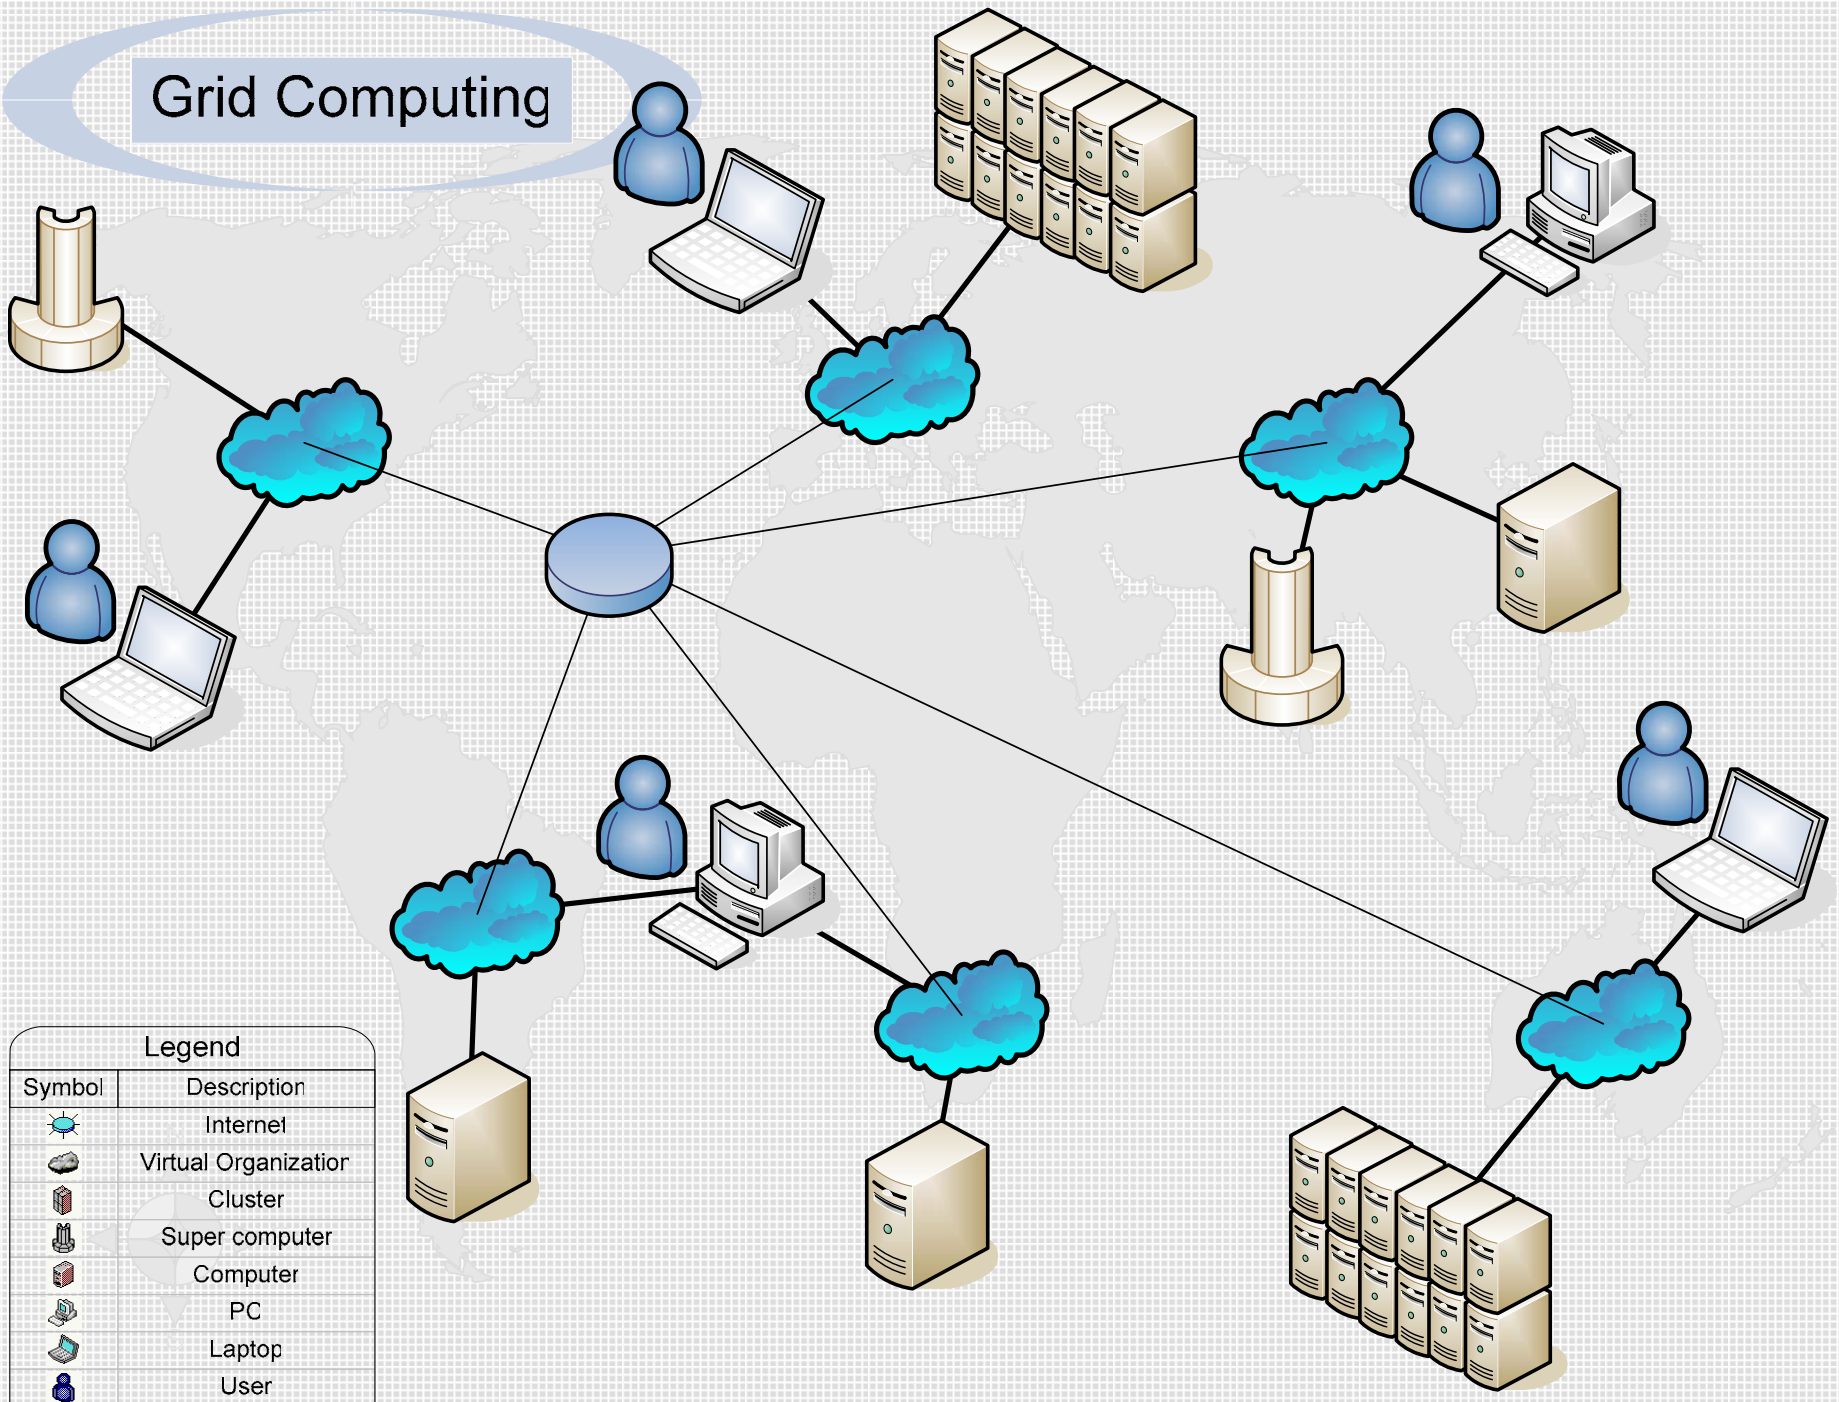 Grid Computing
Legend
Symbol Description
Internet
Virtual Organization
Cluster
Super computer
Computer
PC
Laptop
User